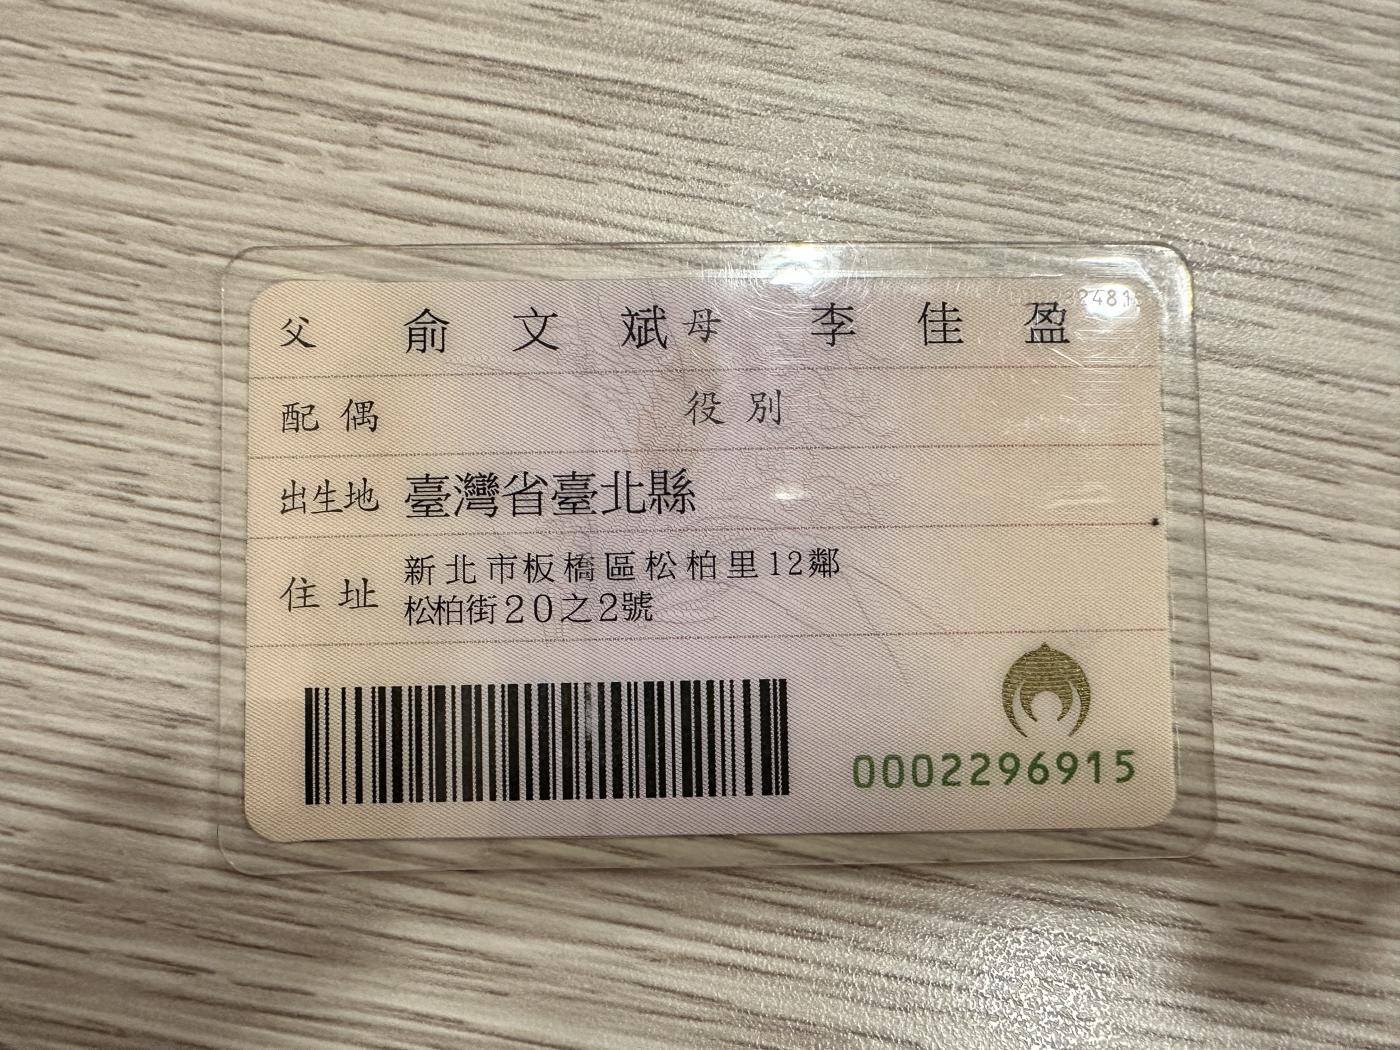 父 俞文斌 母 李佳盈
配偶 役別
出生地 臺灣省臺北縣
住址 新北市板橋區松柏里12鄰
松柏街20之2號
0002296915